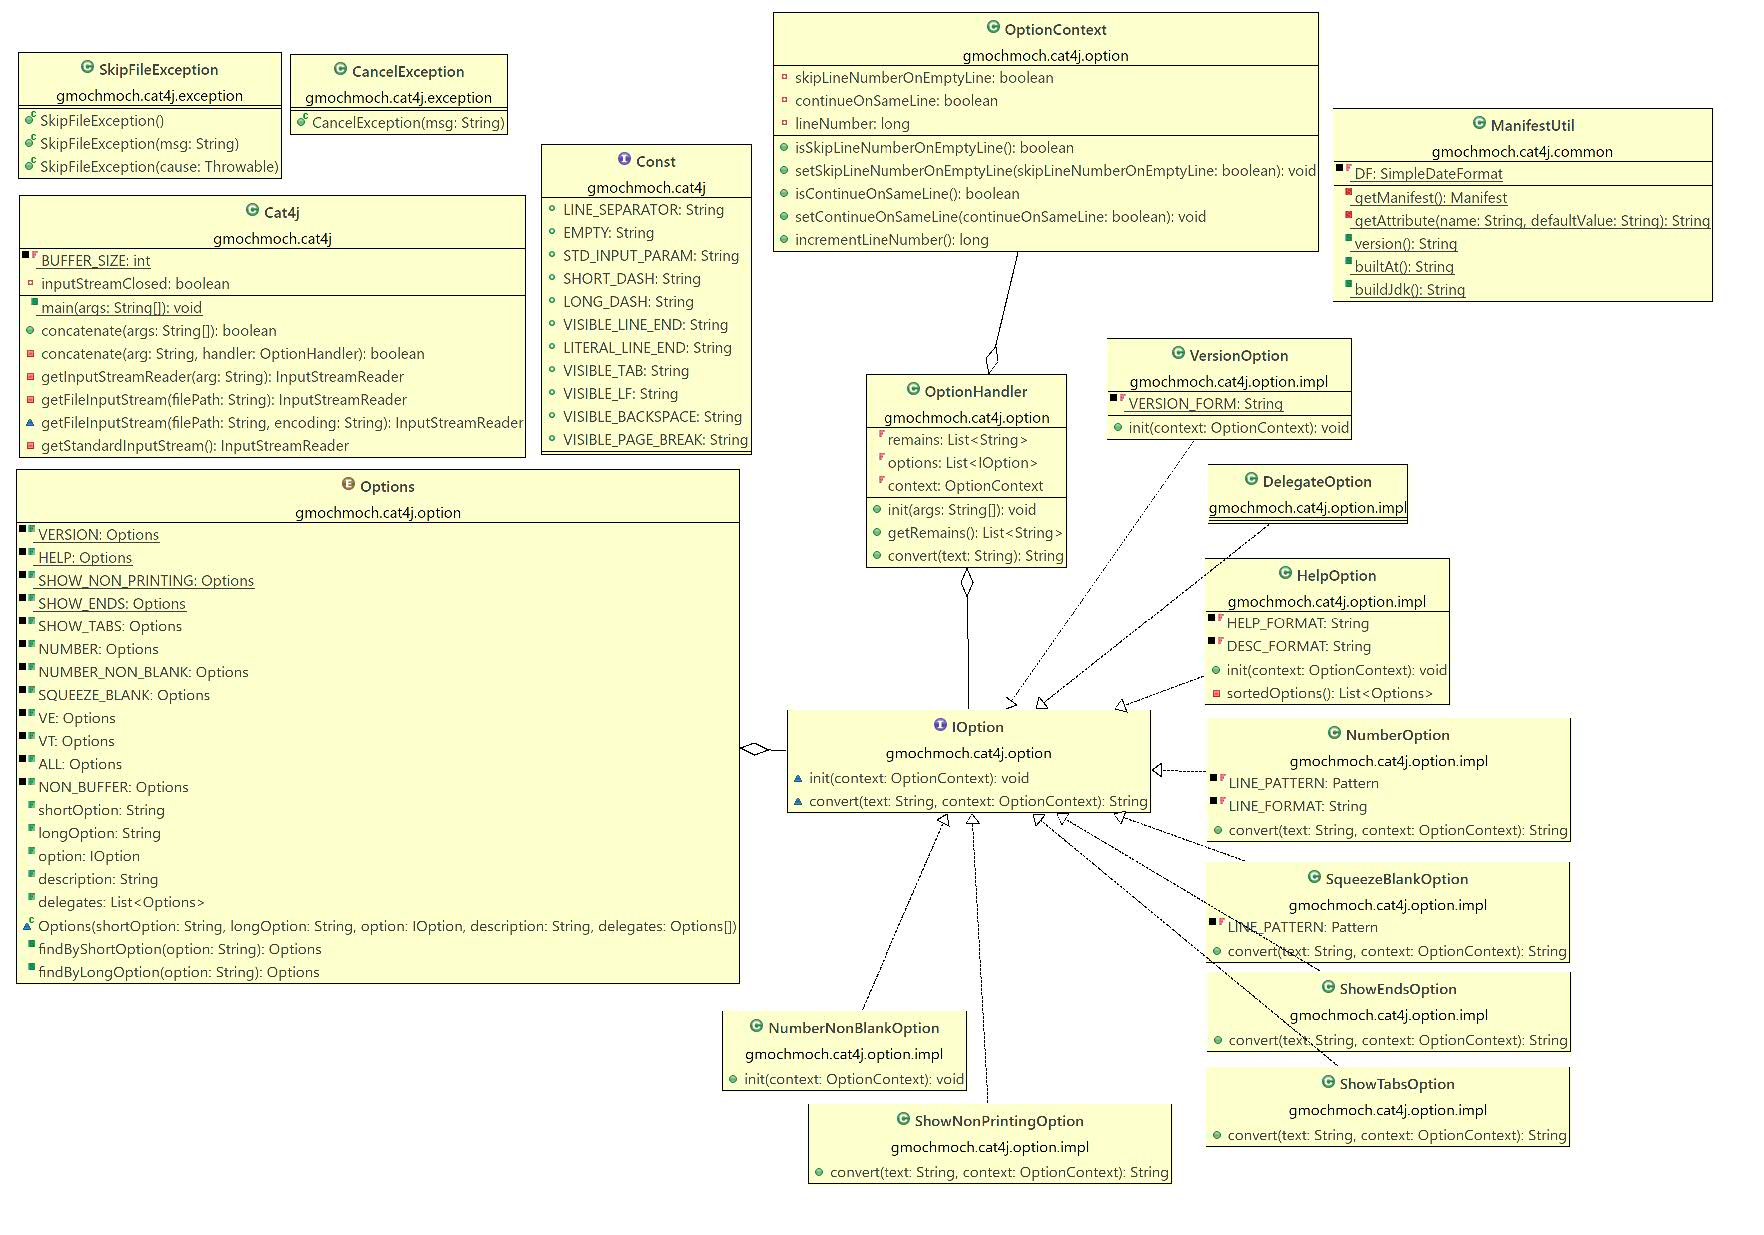 SkipFileException
gmochmoch.cat4j.exception
SkipFileException()
SkipFileException(msg: String)
SkipFileException(cause: Throwable)
CancelException
gmochmoch.cat4j.exception
CancelException(msg: String)
Cat4j
gmochmoch.cat4j
BUFFER_SIZE: int
inputStreamClosed: boolean
main(args: String[]): void
concatenate(args: String[]): boolean
concatenate(arg: String, handler: OptionHandler): boolean
getInputStreamReader(arg: String): InputStreamReader
getFileInputStream(filePath: String): InputStreamReader
getFileInputStream(filePath: String, encoding: String): InputStreamReader
getStandardInputStream(): InputStreamReader
Const
gmochmoch.cat4j
LINE_SEPARATOR: String
EMPTY: String
STD_INPUT_PARAM: String
SHORT_DASH: String
LONG_DASH: String
VISIBLE_LINE_END: String
LITERAL_LINE_END: String
VISIBLE_TAB: String
VISIBLE_LF: String
VISIBLE_BACKSPACE: String
VISIBLE_PAGE_BREAK: String
OptionContext
gmochmoch.cat4j.option
skipLineNumberOnEmptyLine: boolean
continueOnSameLine: boolean
lineNumber: long
isSkipLineNumberOnEmptyLine(): boolean
setSkipLineNumberOnEmptyLine(skipLineNumberOnEmptyLine: boolean): void
isContinueOnSameLine(): boolean
setContinueOnSameLine(continueOnSameLine: boolean): void
incrementLineNumber(): long
ManifestUtil
gmochmoch.cat4j.common
DF: SimpleDateFormat
getManifest(): Manifest
getAttribute(name: String, defaultValue: String): String
version(): String
builtAt(): String
buildJdk(): String
OptionHandler
gmochmoch.cat4j.option
remains: List<String>
options: List<IOption>
context: OptionContext
init(args: String[]): void
getRemains(): List<String>
convert(text: String): String
VersionOption
gmochmoch.cat4j.option.impl
VERSION_FORM: String
init(context: OptionContext): void
DelegateOption
gmochmoch.cat4j.option.impl
HelpOption
gmochmoch.cat4j.option.impl
HELP_FORMAT: String
DESC_FORMAT: String
init(context: OptionContext): void
sortedOptions(): List<Options>
Options
gmochmoch.cat4j.option
VERSION: Options
HELP: Options
SHOW_NON_PRINTING: Options
SHOW_ENDS: Options
SHOW_TABS: Options
NUMBER: Options
NUMBER_NON_BLANK: Options
SQUEEZE_BLANK: Options
VE: Options
VT: Options
ALL: Options
NON_BUFFER: Options
shortOption: String
longOption: String
option: IOption
description: String
delegates: List<Options>
Options(shortOption: String, longOption: String, option: IOption, description: String, delegates: Options[])
findByShortOption(option: String): Options
findByLongOption(option: String): Options
IOption
gmochmoch.cat4j.option
init(context: OptionContext): void
convert(text: String, context: OptionContext): String
NumberOption
gmochmoch.cat4j.option.impl
LINE_PATTERN: Pattern
LINE_FORMAT: String
convert(text: String, context: OptionContext): String
SqueezeBlankOption
gmochmoch.cat4j.option.impl
LINE_PATTERN: Pattern
convert(text: String, context: OptionContext): String
ShowEndsOption
gmochmoch.cat4j.option.impl
convert(text: String, context: OptionContext): String
ShowTabsOption
gmochmoch.cat4j.option.impl
convert(text: String, context: OptionContext): String
NumberNonBlankOption
gmochmoch.cat4j.option.impl
init(context: OptionContext): void
ShowNonPrintingOption
gmochmoch.cat4j.option.impl
convert(text: String, context: OptionContext): String